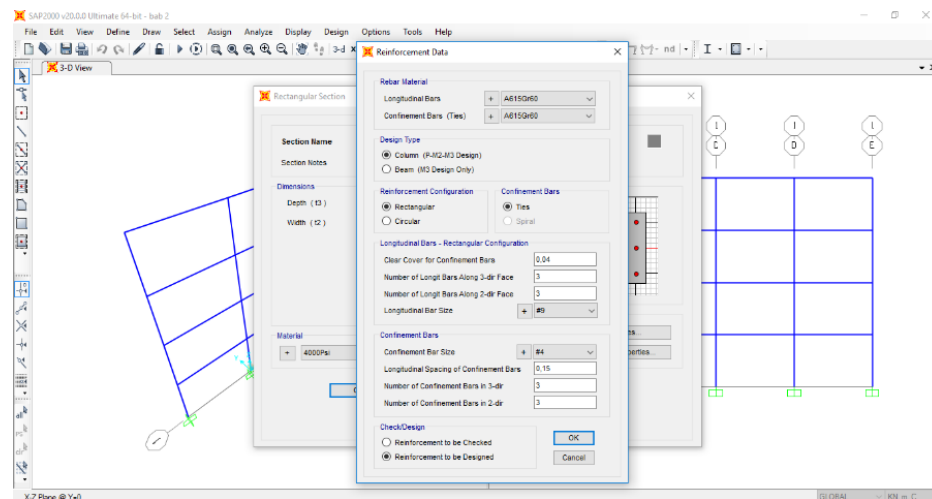 SAP2000 v20.0.0 Ultimate 64-bit - bab 2
File Edit View Define Draw Select Assign Analyze Display Design Options Tools Help
3-d
nd
3-D View
Reinforcement Data
Rebar Material
Longitudinal Bars + A615Gr60
Confinement Bars (Ties) + A615Gr60
Design Type
Column (P-M2-M3 Design)
Beam (M3 Design Only)
Reinforcement Configuration
Rectangular
Circular
Confinement Bars
Ties
Spiral
Longitudinal Bars - Rectangular Configuration
Clear Cover for Confinement Bars 0,04
Number of Longit Bars Along 3-dir Face 3
Number of Longit Bars Along 2-dir Face 3
Longitudinal Bar Size + #9
Confinement Bars
Confinement Bar Size + #4
Longitudinal Spacing of Confinement Bars 0,15
Number of Confinement Bars in 3-dir 3
Number of Confinement Bars in 2-dir 3
Check/Design
Reinforcement to be Checked
Reinforcement to be Designed
OK
Cancel
Rectangular Section
Section Name
Section Notes
Dimensions
Depth ( t3 )
Width ( t2 )
Material
+ 4000Psi
D
E
X-Z Plane @ Y=0
GLOBAL
KN, m, C